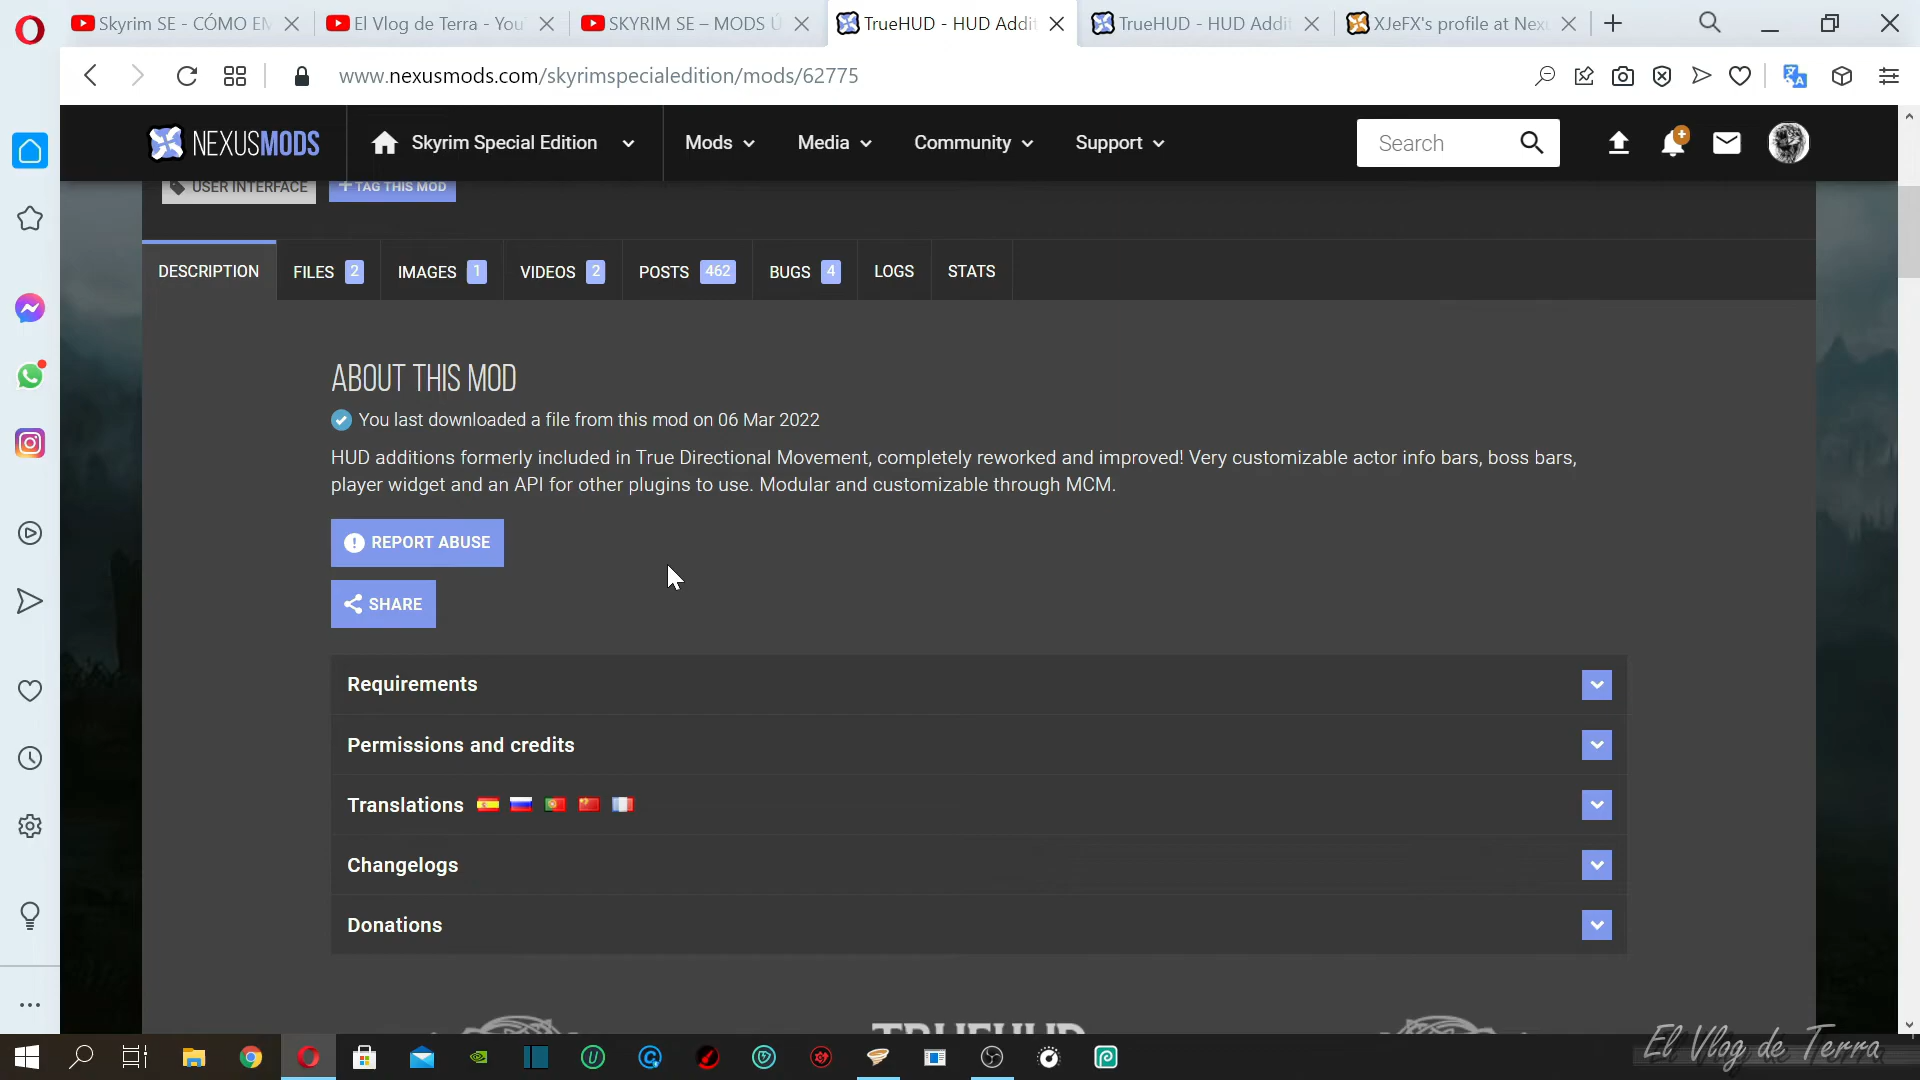 Skyrim SE - CÓMO EM
El Vlog de Terra - You
SKYRIM SE – MODS Ú
TrueHUD - HUD Addit
TrueHUD - HUD Addit
XJeFX's profile at Nex
www.nexusmods.com/skyrimspecialedition/mods/62775
NEXUSMODS
Skyrim Special Edition
Mods
Media
Community
Support
Search
USER INTERFACE
+ TAG THIS MOD
DESCRIPTION
FILES 2
IMAGES 1
VIDEOS 2
POSTS 462
BUGS 4
LOGS
STATS
ABOUT THIS MOD
You last downloaded a file from this mod on 06 Mar 2022
HUD additions formerly included in True Directional Movement, completely reworked and improved! Very customizable actor info bars, boss bars,
player widget and an API for other plugins to use. Modular and customizable through MCM.
REPORT ABUSE
SHARE
Requirements
Permissions and credits
Translations
Changelogs
Donations
TRUEHUD
El Vlog de Terra